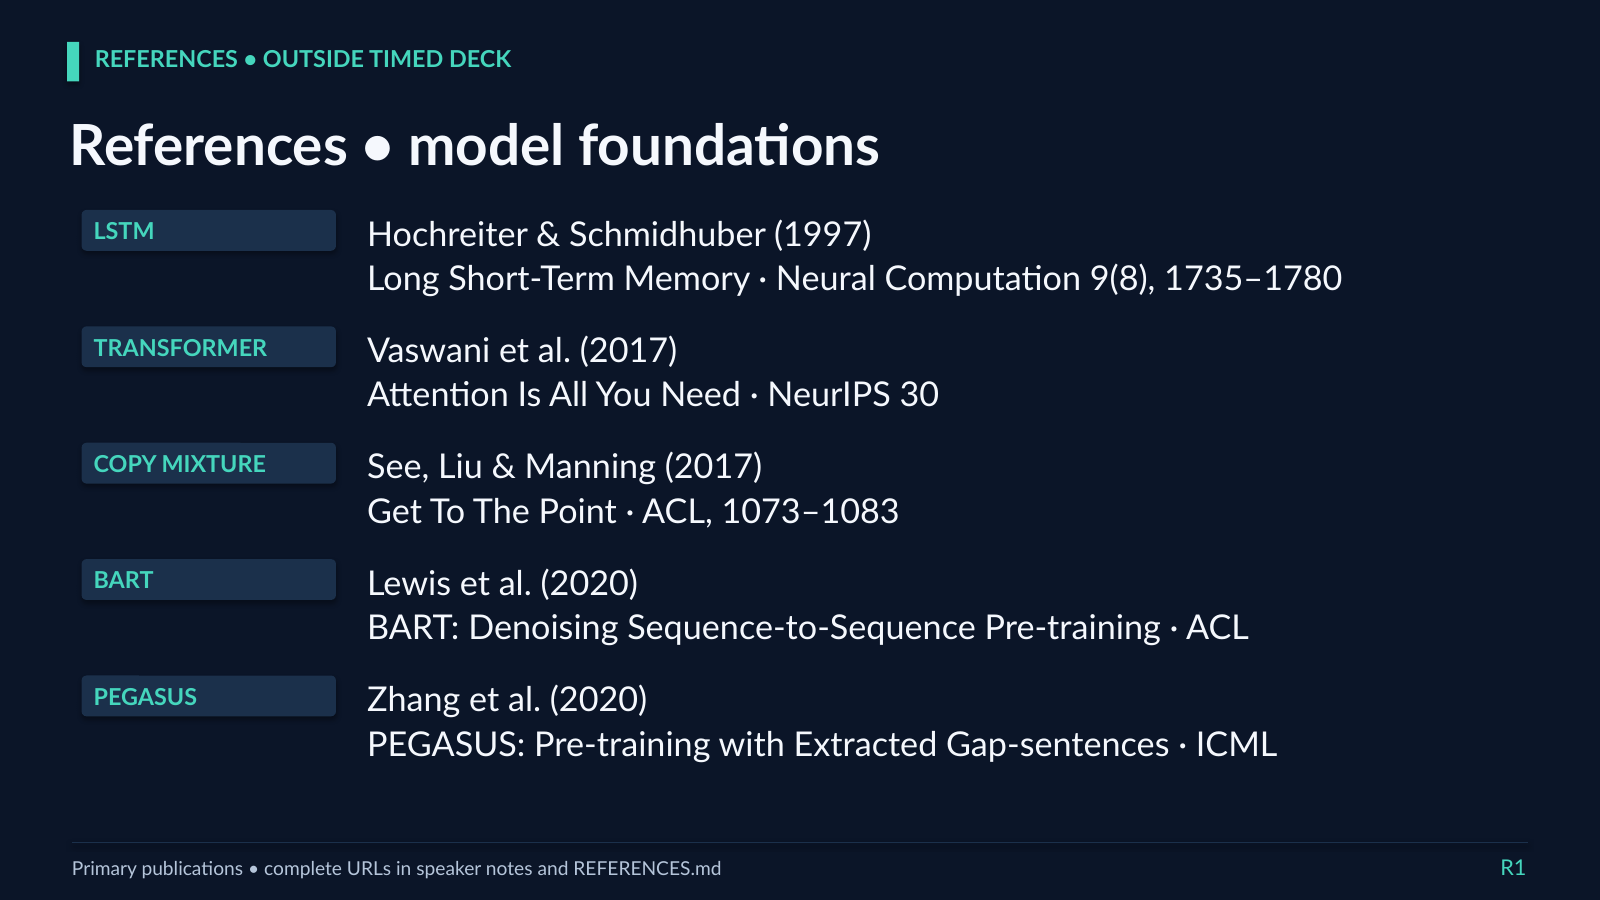 REFERENCES • OUTSIDE TIMED DECK
References • model foundations
LSTM
Hochreiter & Schmidhuber (1997)
Long Short-Term Memory · Neural Computation 9(8), 1735–1780
TRANSFORMER
Vaswani et al. (2017)
Attention Is All You Need · NeurIPS 30
COPY MIXTURE
See, Liu & Manning (2017)
Get To The Point · ACL, 1073–1083
BART
Lewis et al. (2020)
BART: Denoising Sequence-to-Sequence Pre-training · ACL
PEGASUS
Zhang et al. (2020)
PEGASUS: Pre-training with Extracted Gap-sentences · ICML
Primary publications • complete URLs in speaker notes and REFERENCES.md
R1